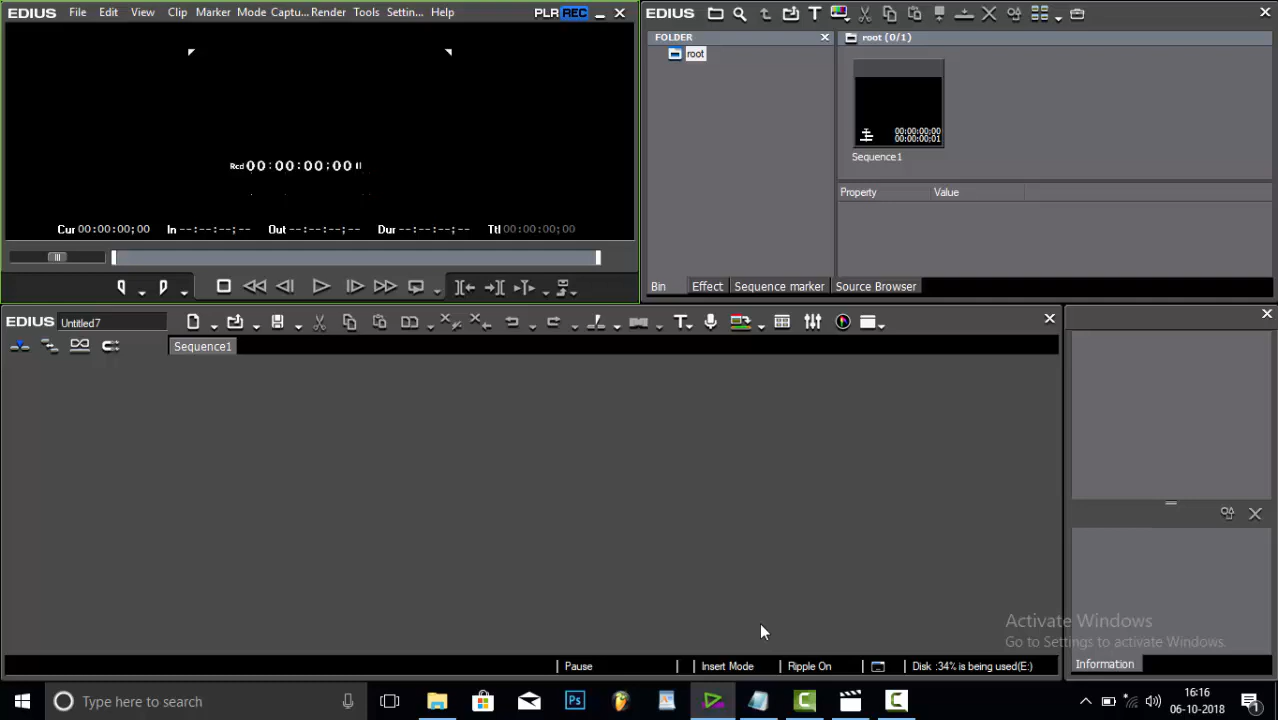 EDIUS File Edit View Clip Marker Mode Captu... Render Tools Settin... Help PLR REC
Rcd 00:00:00;00
Cur 00:00:00;00 In --:--:--;-- Out --:--:--;-- Dur --:--:--;-- Ttl 00:00:00;00
EDIUS
FOLDER
root
root (0/1)
00:00:00;00
00:00:00;01
Sequence1
Property Value
Bin Effect Sequence marker Source Browser
EDIUS Untitled7
Sequence1
Activate Windows
Go to Settings to activate Windows.
Information
Pause Insert Mode Ripple On Disk :34% is being used(E:)
Type here to search
Ps
16:16
06-10-2018
1